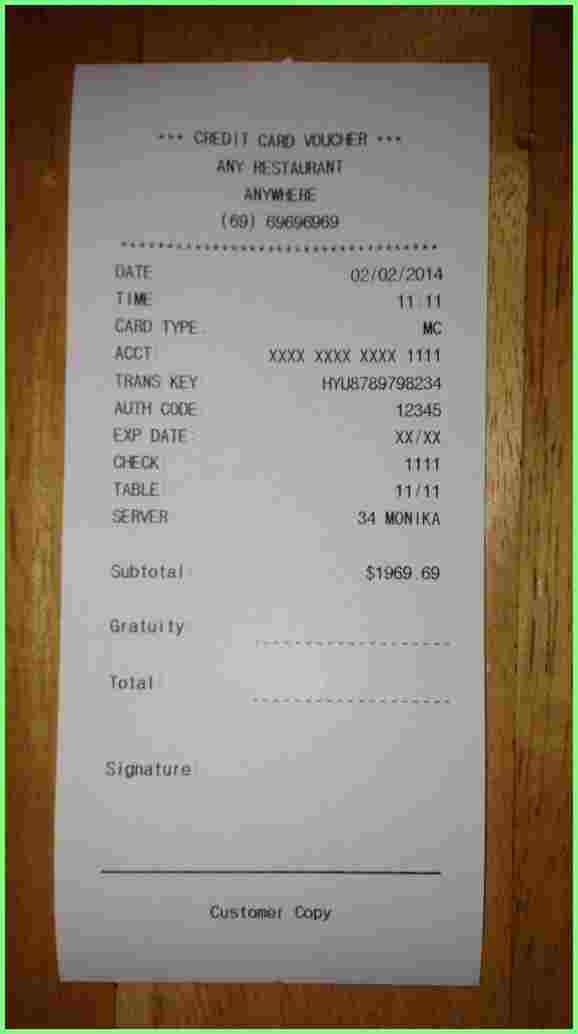 *** CREDIT CARD VOUCHER ***
ANY RESTAURANT
ANYWHERE
(69) 69696969
***********************************
DATE 02/02/2014
TIME 11:11
CARD TYPE: MC
ACCT: XXXX XXXX XXXX 1111
TRANS KEY: HYU8789798234
AUTH CODE: 12345
EXP DATE: XX/XX
CHECK: 1111
TABLE: 11/11
SERVER 34 MONIKA
Subtotal: $1969.69
Gratuity:
Total:
Signature:
Customer Copy